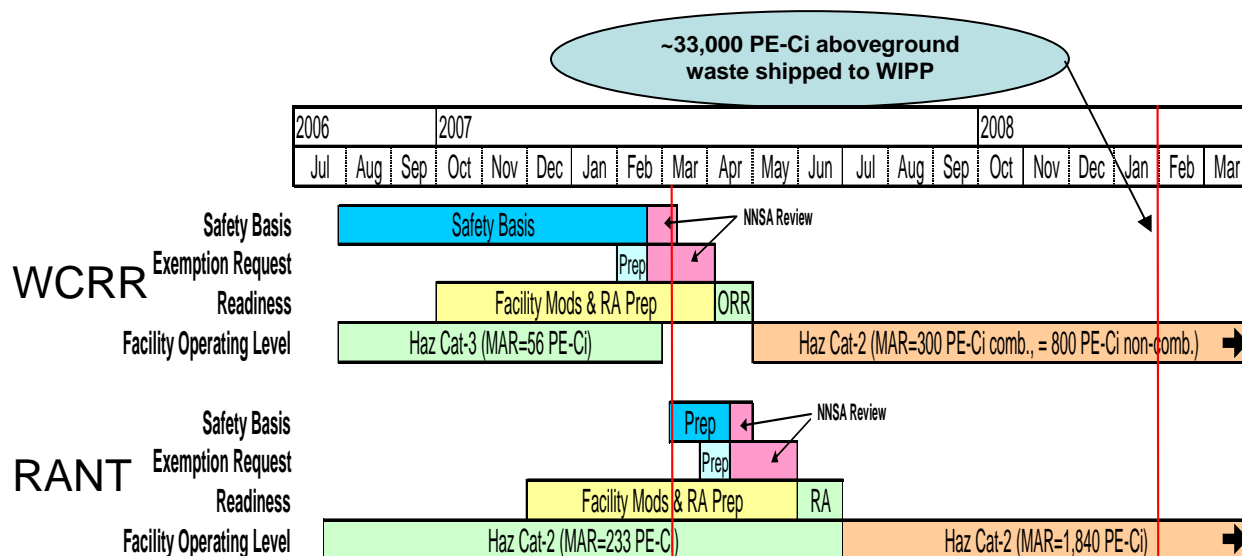 ~33,000 PE-Ci aboveground
waste shipped to WIPP
2006 2007 2008
Jul Aug Sep Oct Nov Dec Jan Feb Mar Apr May Jun Jul Aug Sep Oct Nov Dec Jan Feb Mar
WCRR
Safety Basis Safety Basis NNSA Review
Exemption Request Prep
Readiness Facility Mods & RA Prep ORR
Facility Operating Level Haz Cat-3 (MAR=56 PE-Ci) Haz Cat-2 (MAR=300 PE-Ci comb., = 800 PE-Ci non-comb.)
RANT
Safety Basis Prep NNSA Review
Exemption Request Prep
Readiness Facility Mods & RA Prep RA
Facility Operating Level Haz Cat-2 (MAR=233 PE-Ci) Haz Cat-2 (MAR=1,840 PE-Ci)